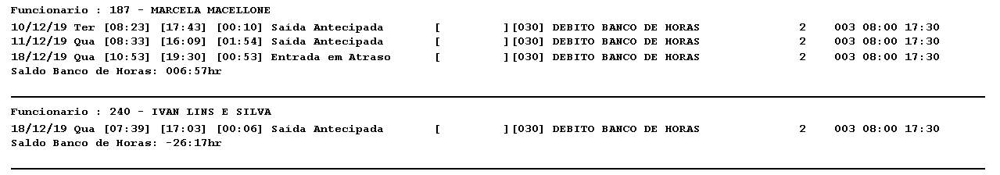 Funcionario : 187 - MARCELA MACELLONE
10/12/19 Ter [08:23] [17:43] [00:10] Saída Antecipada [ ][030] DEBITO BANCO DE HORAS 2 003 08:00 17:30
11/12/19 Qua [08:33] [16:09] [01:54] Saída Antecipada [ ][030] DEBITO BANCO DE HORAS 2 003 08:00 17:30
18/12/19 Qua [10:53] [19:30] [00:53] Entrada em Atraso [ ][030] DEBITO BANCO DE HORAS 2 003 08:00 17:30
Saldo Banco de Horas: 006:57hr
Funcionario : 240 - IVAN LINS E SILVA
18/12/19 Qua [07:39] [17:03] [00:06] Saída Antecipada [ ][030] DEBITO BANCO DE HORAS 2 003 08:00 17:30
Saldo Banco de Horas: -26:17hr